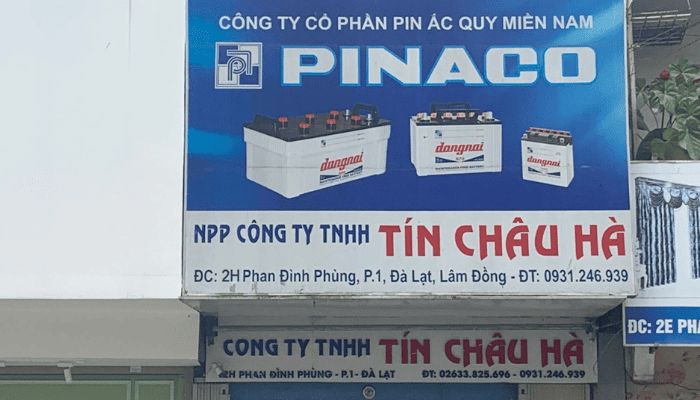 CÔNG TY CỔ PHẦN PIN ẮC QUY MIỀN NAM
PINACO
dongnai
dongnai
dongnai
NPP CÔNG TY TNHH TÍN CHÂU HÀ
ĐC: 2H Phan Đình Phùng, P.1, Đà Lạt, Lâm Đồng - ĐT: 0931.246.939
CÔNG TY TNHH TÍN CHÂU HÀ
2H PHAN ĐÌNH PHÙNG - P.1- ĐÀ LẠT ĐT: 02633.825.696 - 0931.246.939
ĐC: 2E PHA